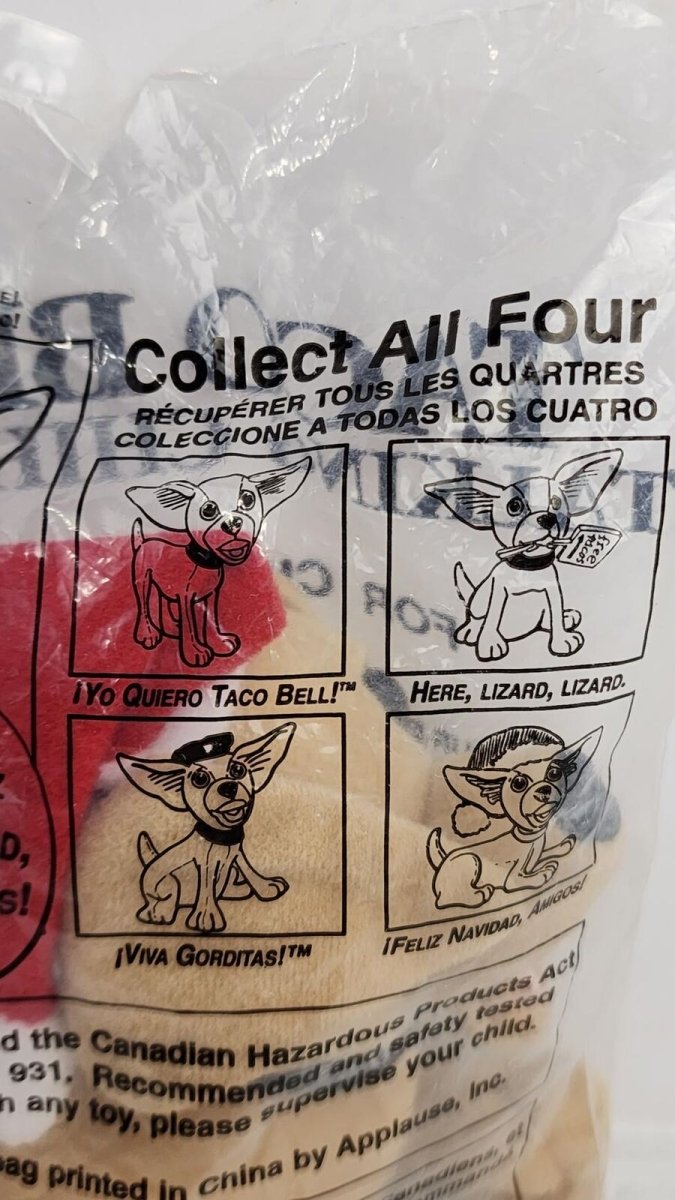 Collect All Four
RÉCUPÉRER TOUS LES QUARTRES
COLECCIONE A TODAS LOS CUATRO
free
tacos
¡YO QUIERO TACO BELL!™
HERE, LIZARD, LIZARD.
¡VIVA GORDITAS!™
¡FELIZ NAVIDAD, AMIGOS!
D,
s!
d the Canadian Hazardous Products Act
931. Recommended and safety tested
h any toy, please supervise your child.
bag printed in China by Applause, Inc.